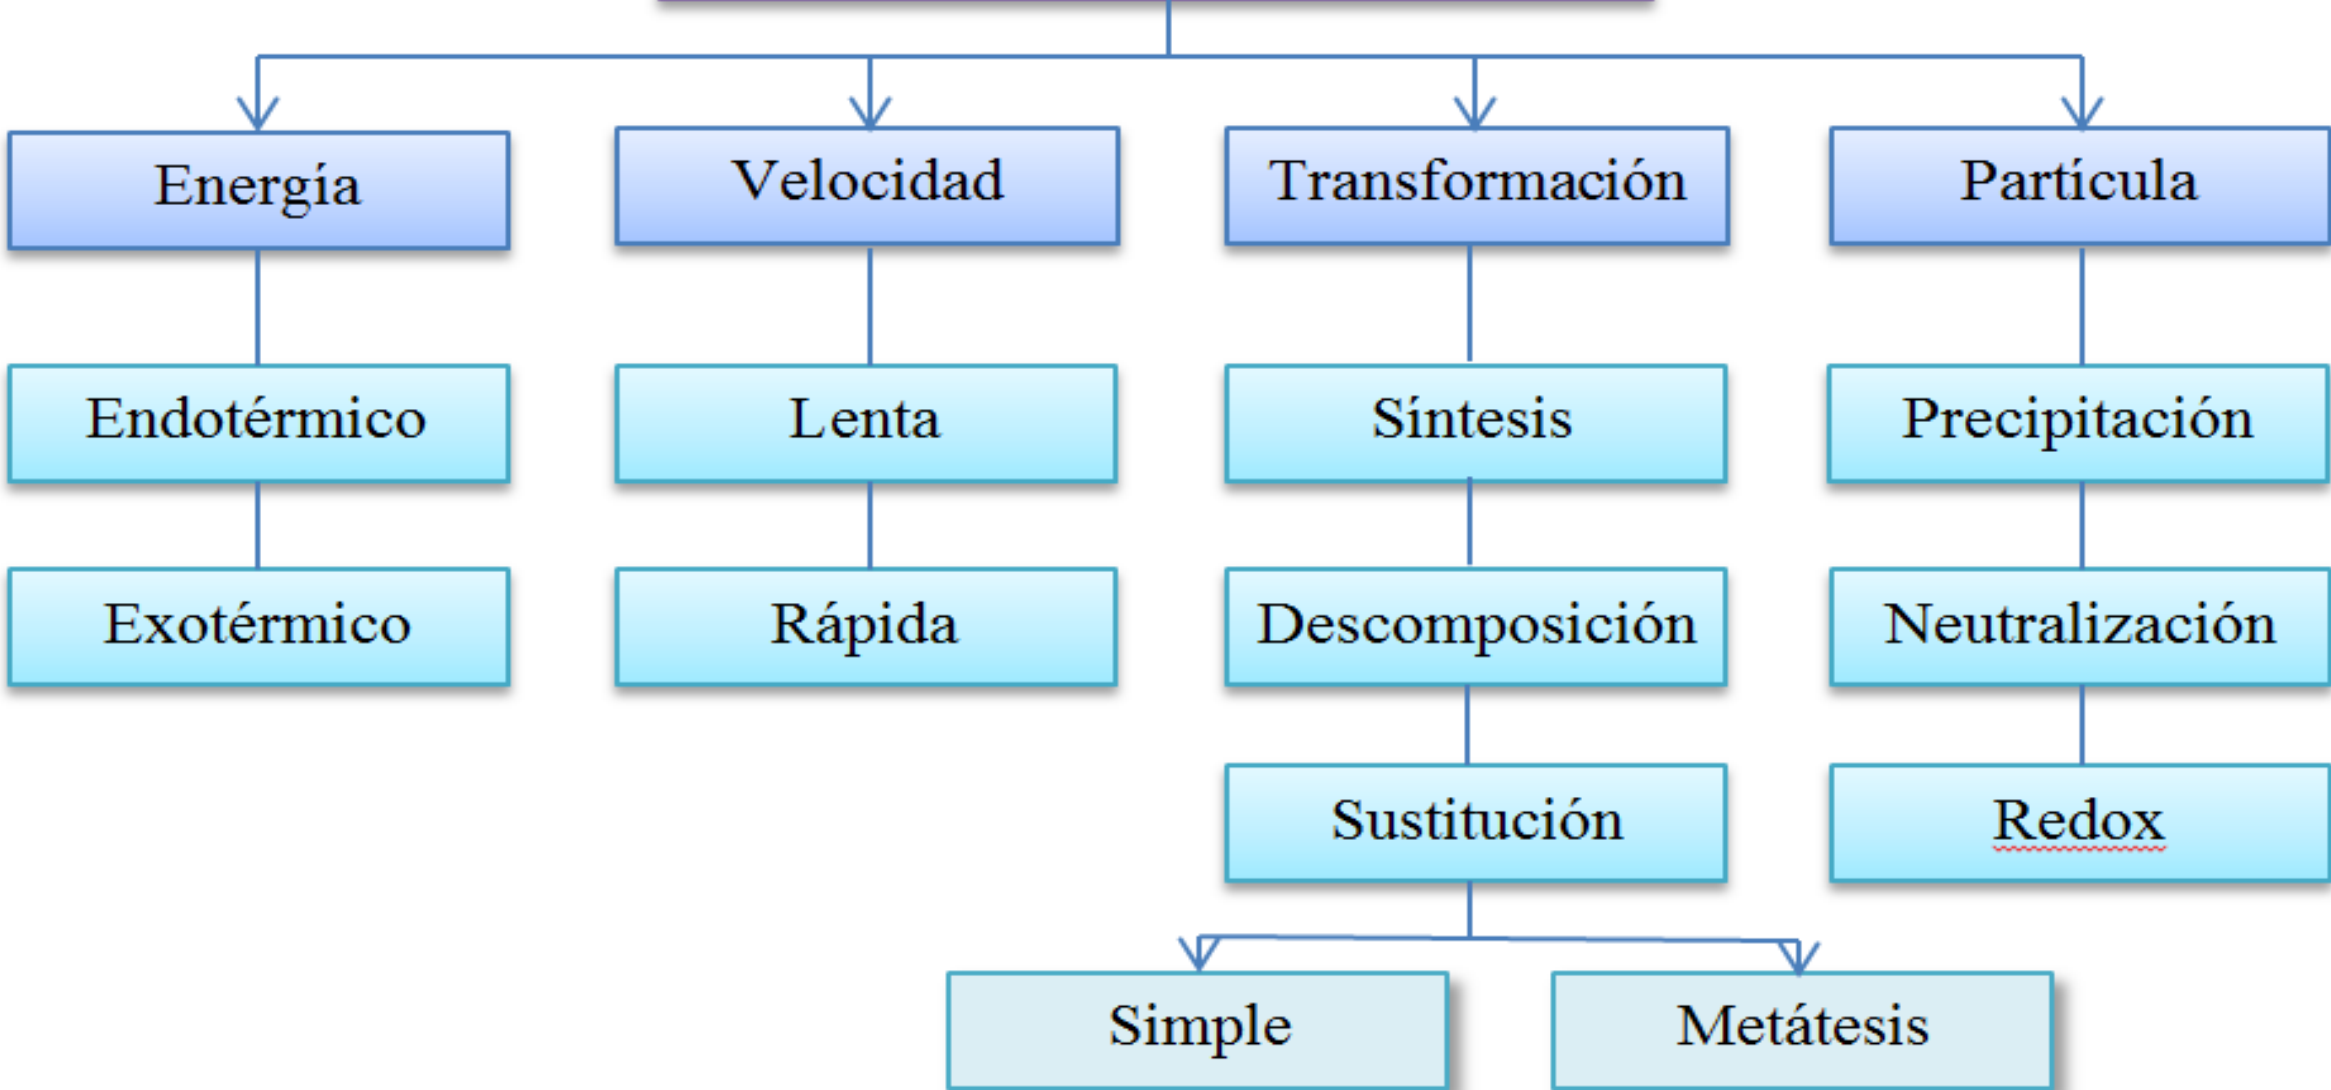 Energía
Velocidad
Transformación
Partícula
Endotérmico
Lenta
Síntesis
Precipitación
Exotérmico
Rápida
Descomposición
Neutralización
Sustitución
Redox
Simple
Metátesis